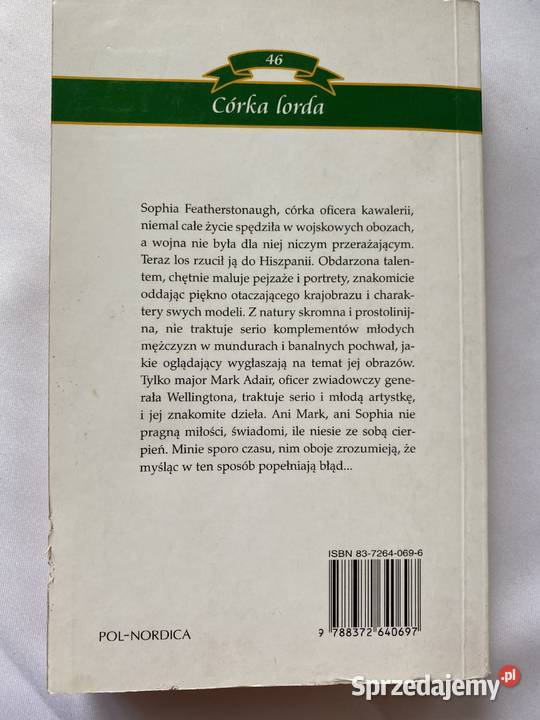 46
Córka lorda
Sophia Featherstonaugh, córka oficera kawalerii,
niemal całe życie spędziła w wojskowych obozach,
a wojna nie była dla niej niczym przerażającym.
Teraz los rzucił ją do Hiszpanii. Obdarzona talen-
tem, chętnie maluje pejzaże i portrety, znakomicie
oddając piękno otaczającego krajobrazu i charak-
tery swych modeli. Z natury skromna i prostolinij-
na, nie traktuje serio komplementów młodych
mężczyzn w mundurach i banalnych pochwał, ja-
kie oglądający wygłaszają na temat jej obrazów.
Tylko major Mark Adair, oficer zwiadowczy gene-
rała Wellingtona, traktuje serio i młodą artystkę,
i jej znakomite dzieła. Ani Mark, ani Sophia nie
pragną miłości, świadomi, ile niesie ze sobą cier-
pień. Minie sporo czasu, nim oboje zrozumieją, że
myśląc w ten sposób popełniają błąd...
ISBN 83-7264-069-6
9 788372 640697
POL-NORDICA
Sprzedajemy.pl